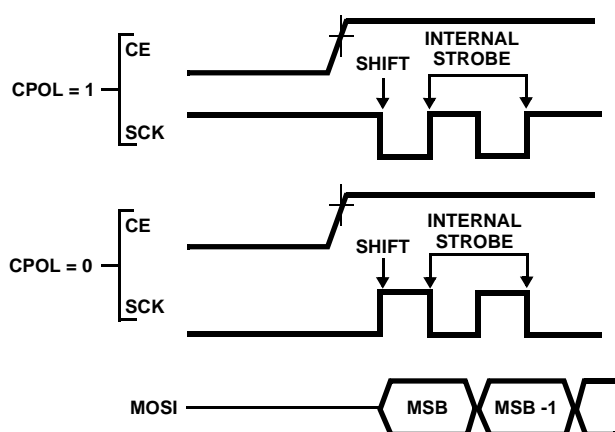 CPOL = 1
CE
SCK
SHIFT
INTERNAL
STROBE
CPOL = 0
CE
SCK
SHIFT
INTERNAL
STROBE
MOSI
MSB
MSB -1